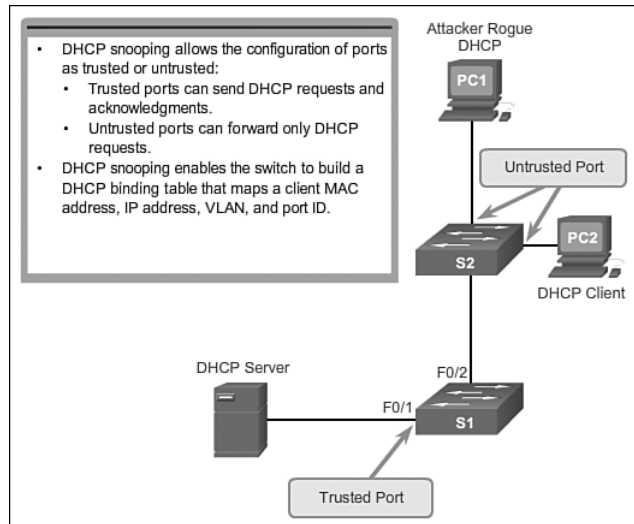 • DHCP snooping allows the configuration of ports
as trusted or untrusted:
• Trusted ports can send DHCP requests and
acknowledgments.
• Untrusted ports can forward only DHCP
requests.
• DHCP snooping enables the switch to build a
DHCP binding table that maps a client MAC
address, IP address, VLAN, and port ID.
Attacker Rogue
DHCP
PC1
Untrusted Port
PC2
S2
DHCP Client
DHCP Server
F0/2
F0/1
S1
Trusted Port